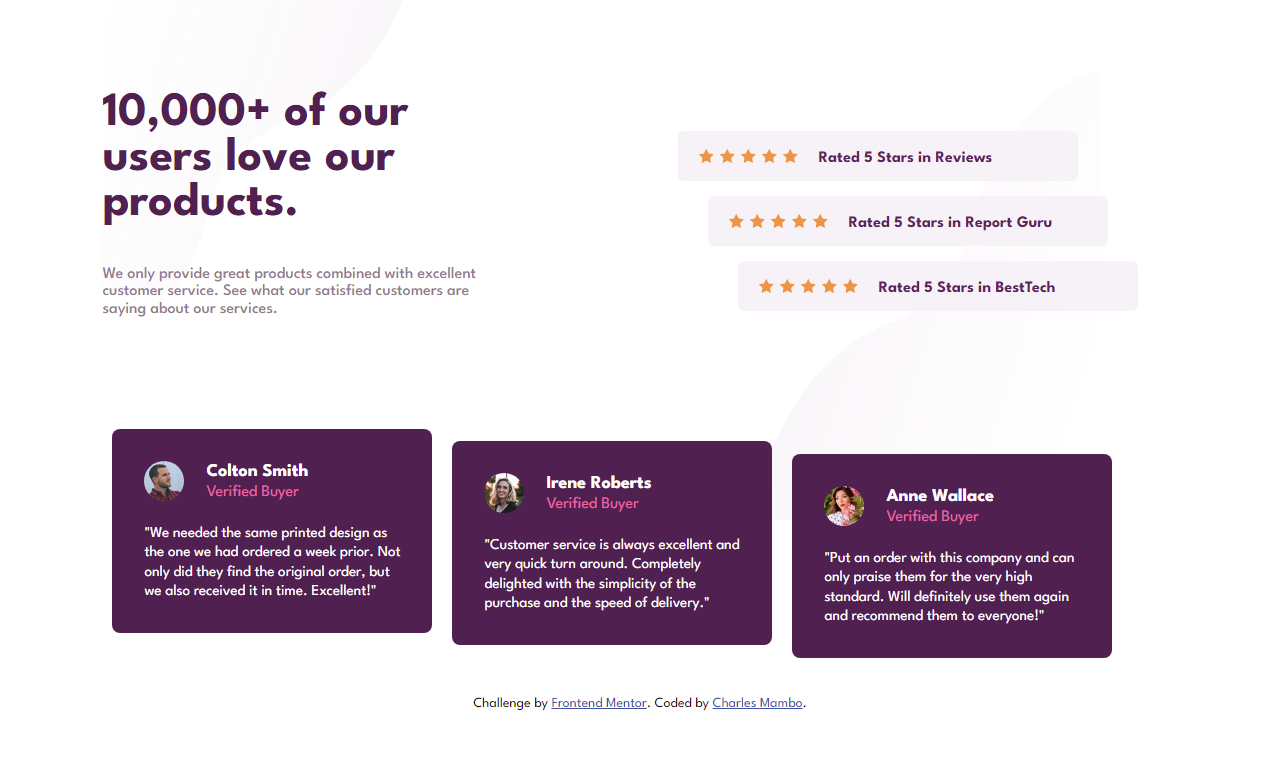 10,000+ of our
users love our
products.
We only provide great products combined with excellent
customer service. See what our satisfied customers are
saying about our services.
Rated 5 Stars in Reviews
Rated 5 Stars in Report Guru
Rated 5 Stars in BestTech
Colton Smith
Verified Buyer
"We needed the same printed design as
the one we had ordered a week prior. Not
only did they find the original order, but
we also received it in time. Excellent!"
Irene Roberts
Verified Buyer
"Customer service is always excellent and
very quick turn around. Completely
delighted with the simplicity of the
purchase and the speed of delivery."
Anne Wallace
Verified Buyer
"Put an order with this company and can
only praise them for the very high
standard. Will definitely use them again
and recommend them to everyone!"
Challenge by Frontend Mentor. Coded by Charles Mambo.